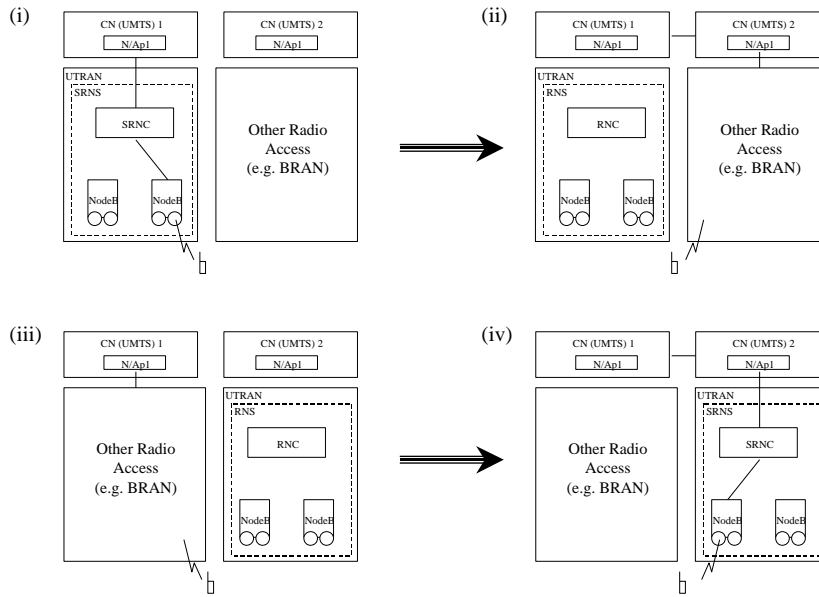 (i)
CN (UMTS) 1
N/Ap1
CN (UMTS) 2
N/Ap1
UTRAN
SRNS
SRNC
NodeB
NodeB
Other Radio
Access
(e.g. BRAN)
(ii)
CN (UMTS) 1
N/Ap1
CN (UMTS) 2
N/Ap1
UTRAN
RNS
RNC
NodeB
NodeB
Other Radio
Access
(e.g. BRAN)
(iii)
CN (UMTS) 1
N/Ap1
CN (UMTS) 2
N/Ap1
Other Radio
Access
(e.g. BRAN)
UTRAN
RNS
RNC
NodeB
NodeB
(iv)
CN (UMTS) 1
N/Ap1
CN (UMTS) 2
N/Ap1
Other Radio
Access
(e.g. BRAN)
UTRAN
SRNS
SRNC
NodeB
NodeB